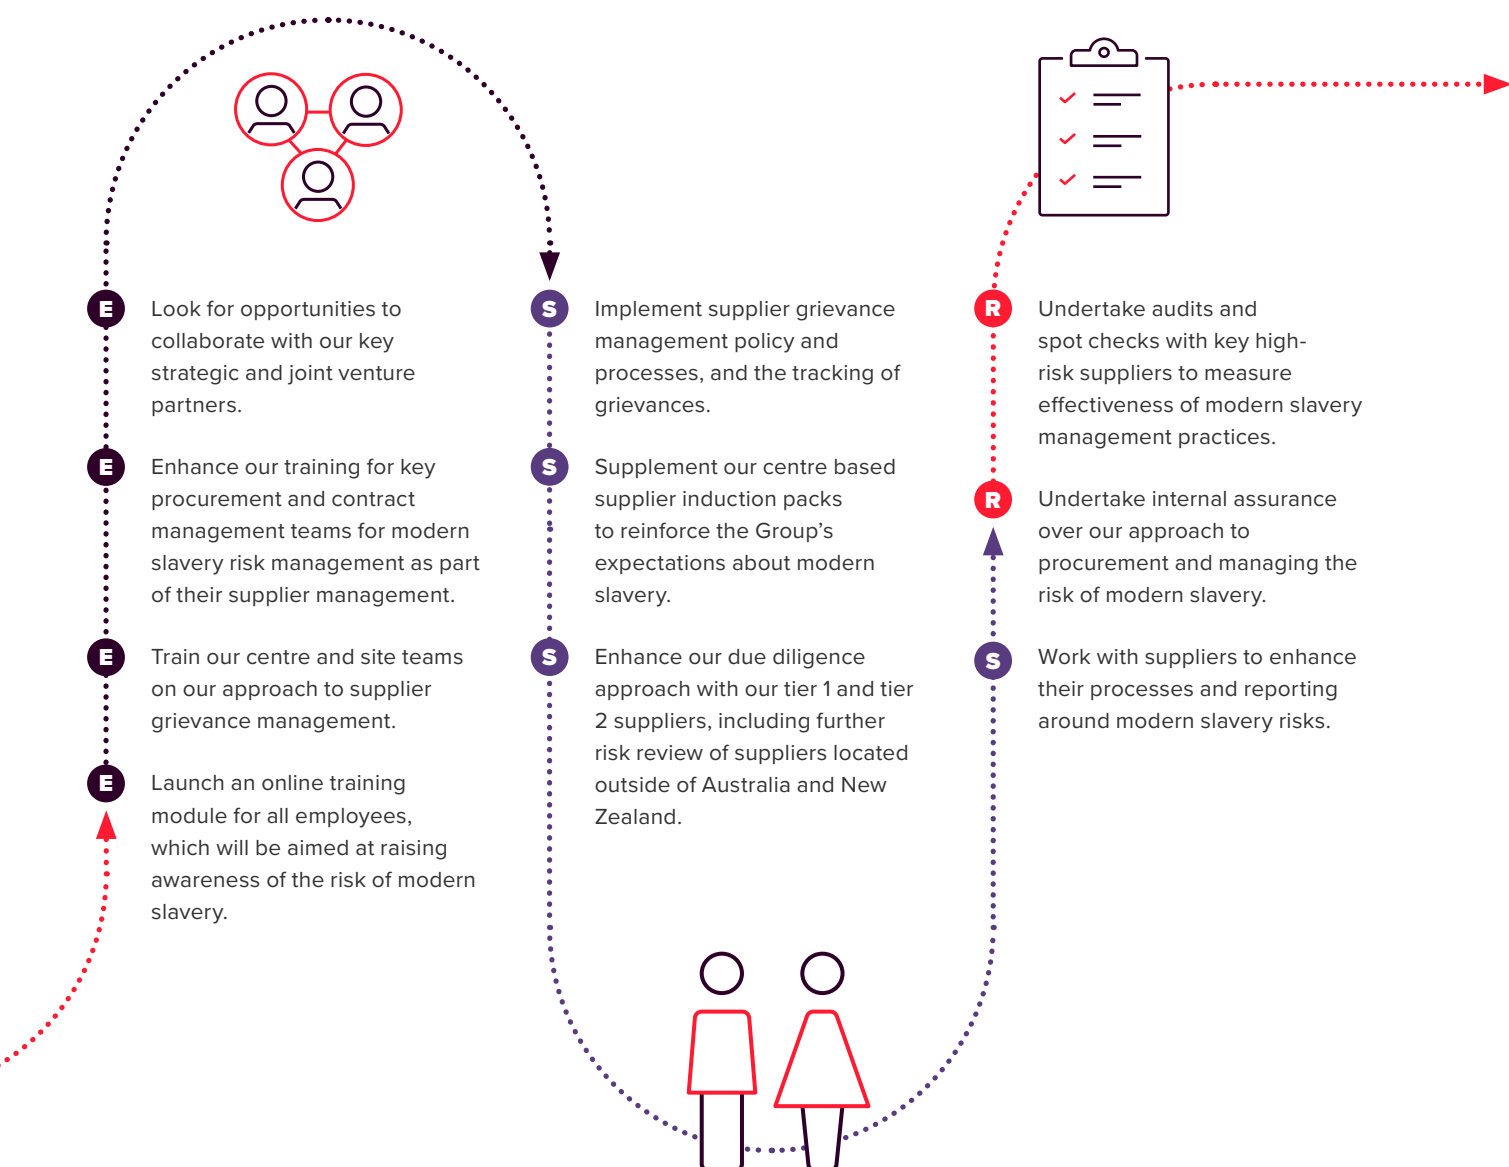 E
Look for opportunities to
collaborate with our key
strategic and joint venture
partners.
E
Enhance our training for key
procurement and contract
management teams for modern
slavery risk management as part
of their supplier management.
E
Train our centre and site teams
on our approach to supplier
grievance management.
E
Launch an online training
module for all employees,
which will be aimed at raising
awareness of the risk of modern
slavery.
S
Implement supplier grievance
management policy and
processes, and the tracking of
grievances.
S
Supplement our centre based
supplier induction packs
to reinforce the Group’s
expectations about modern
slavery.
S
Enhance our due diligence
approach with our tier 1 and tier
2 suppliers, including further
risk review of suppliers located
outside of Australia and New
Zealand.
R
Undertake audits and
spot checks with key high-
risk suppliers to measure
effectiveness of modern slavery
management practices.
R
Undertake internal assurance
over our approach to
procurement and managing the
risk of modern slavery.
S
Work with suppliers to enhance
their processes and reporting
around modern slavery risks.